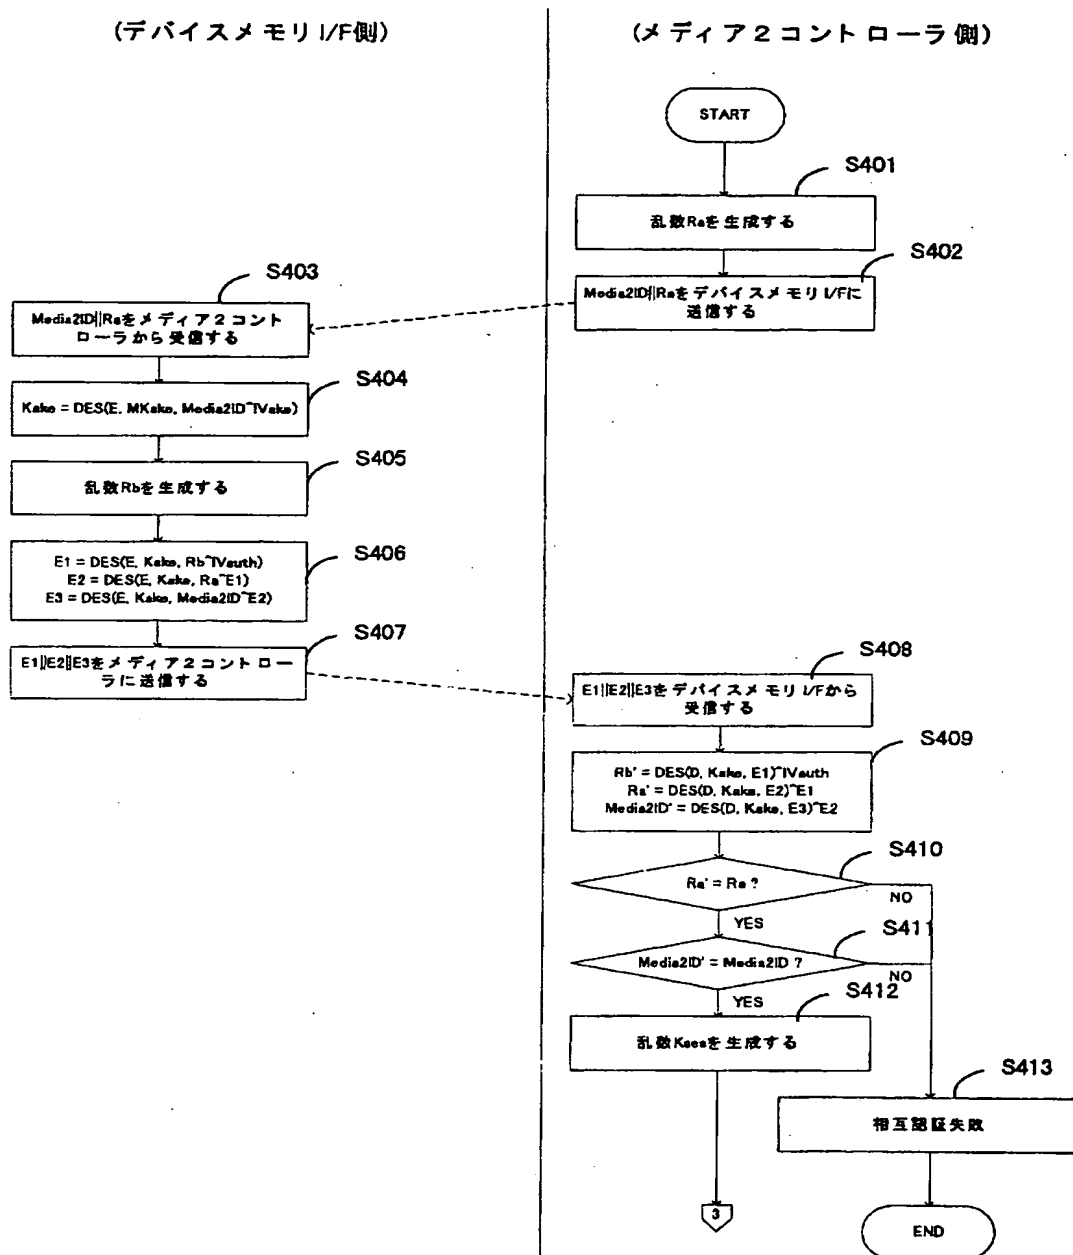 (デバイスメモリI/F側)
(メディア2コントローラ側)
START
S401
乱数Raを生成する
S402
Media2ID||RaをデバイスメモリI/Fに
送信する
S403
Media2ID||Raをメディア2コント
ローラから受信する
S404
Kake = DES(E, MKake, Media2ID^IVake)
S405
乱数Rbを生成する
S406
E1 = DES(E, Kake, Rb^IVauth)
E2 = DES(E, Kake, Ra^E1)
E3 = DES(E, Kake, Media2ID^E2)
S407
E1||E2||E3をメディア2コントロー
ラに送信する
S408
E1||E2||E3をデバイスメモリI/Fから
受信する
S409
Rb' = DES(D, Kake, E1)^IVauth
Ra' = DES(D, Kake, E2)^E1
Media2ID' = DES(D, Kake, E3)^E2
S410
Ra' = Ra ?
NO
YES
S411
Media2ID' = Media2ID ?
NO
YES
S412
乱数Ksesを生成する
S413
相互認証失敗
3
END